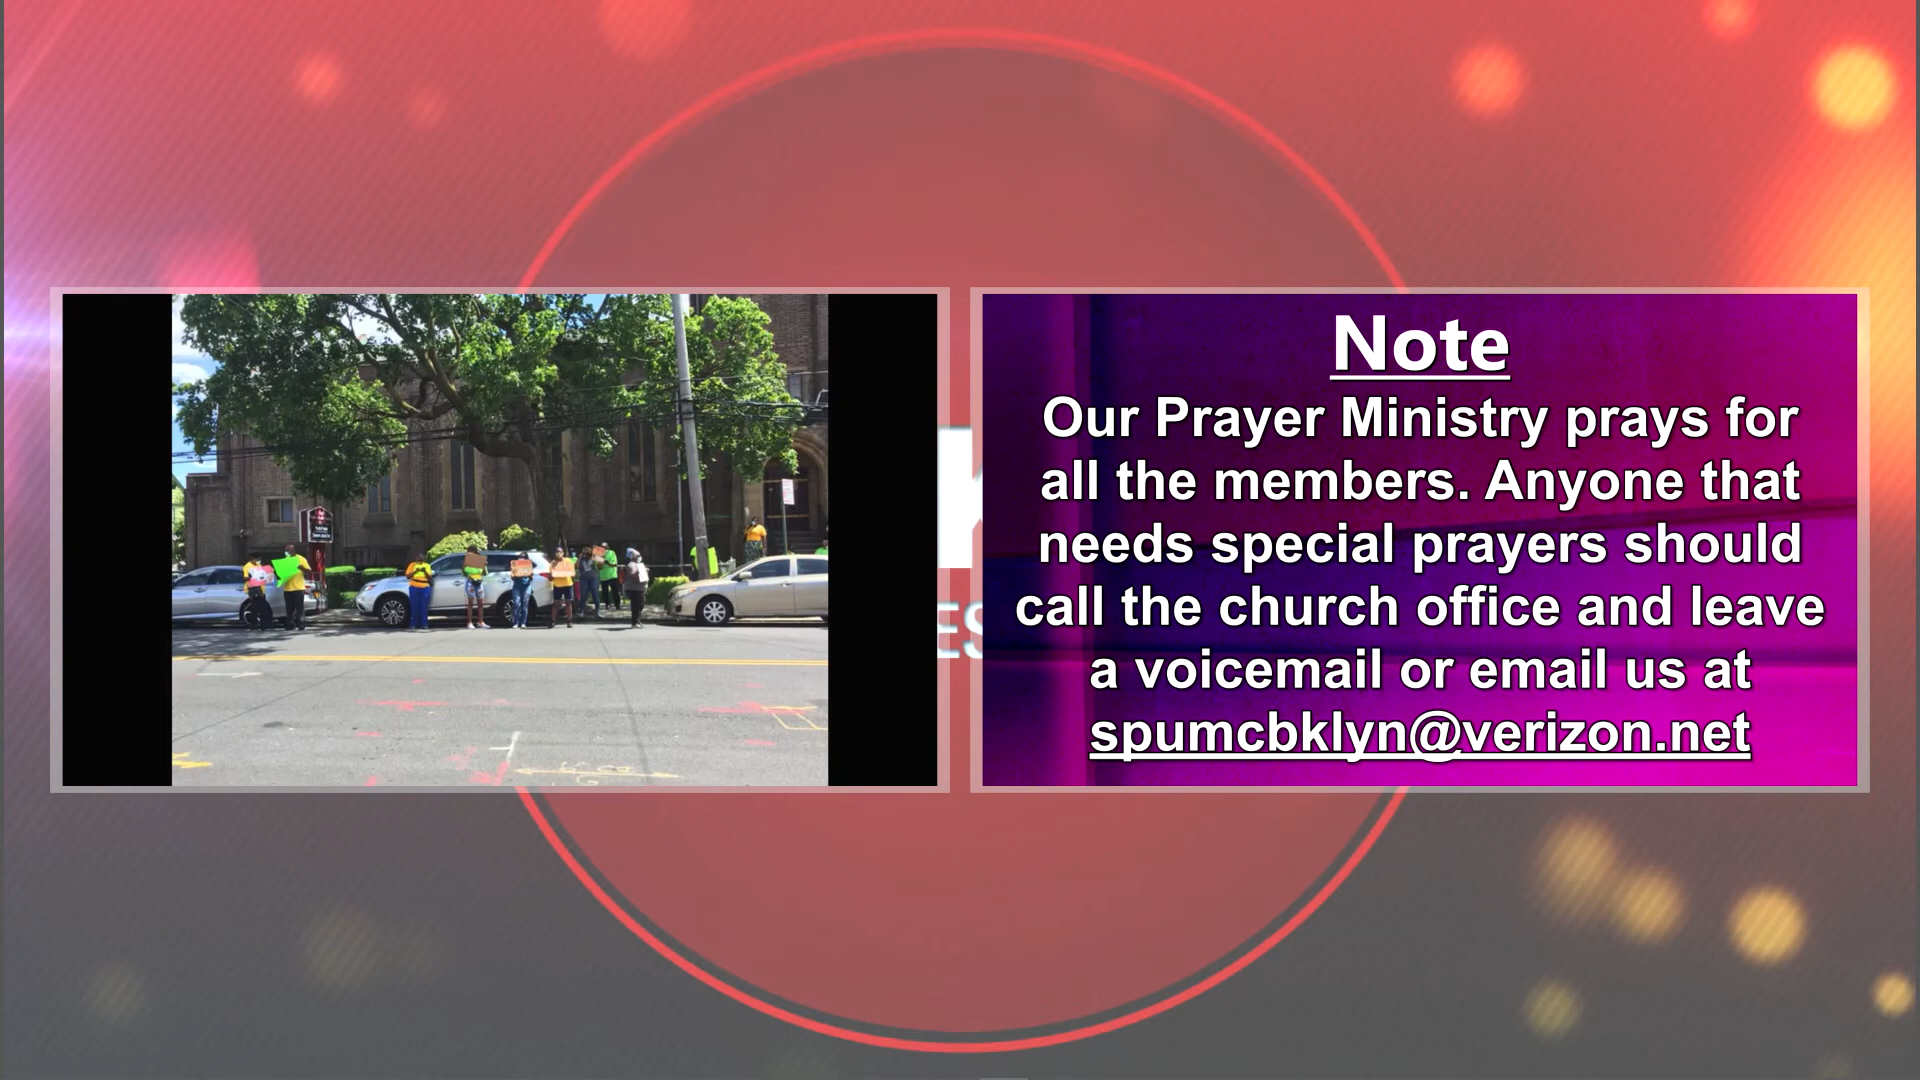 Note
Our Prayer Ministry prays for
all the members. Anyone that
needs special prayers should
call the church office and leave
a voicemail or email us at
spumcbklyn@verizon.net
K
ES